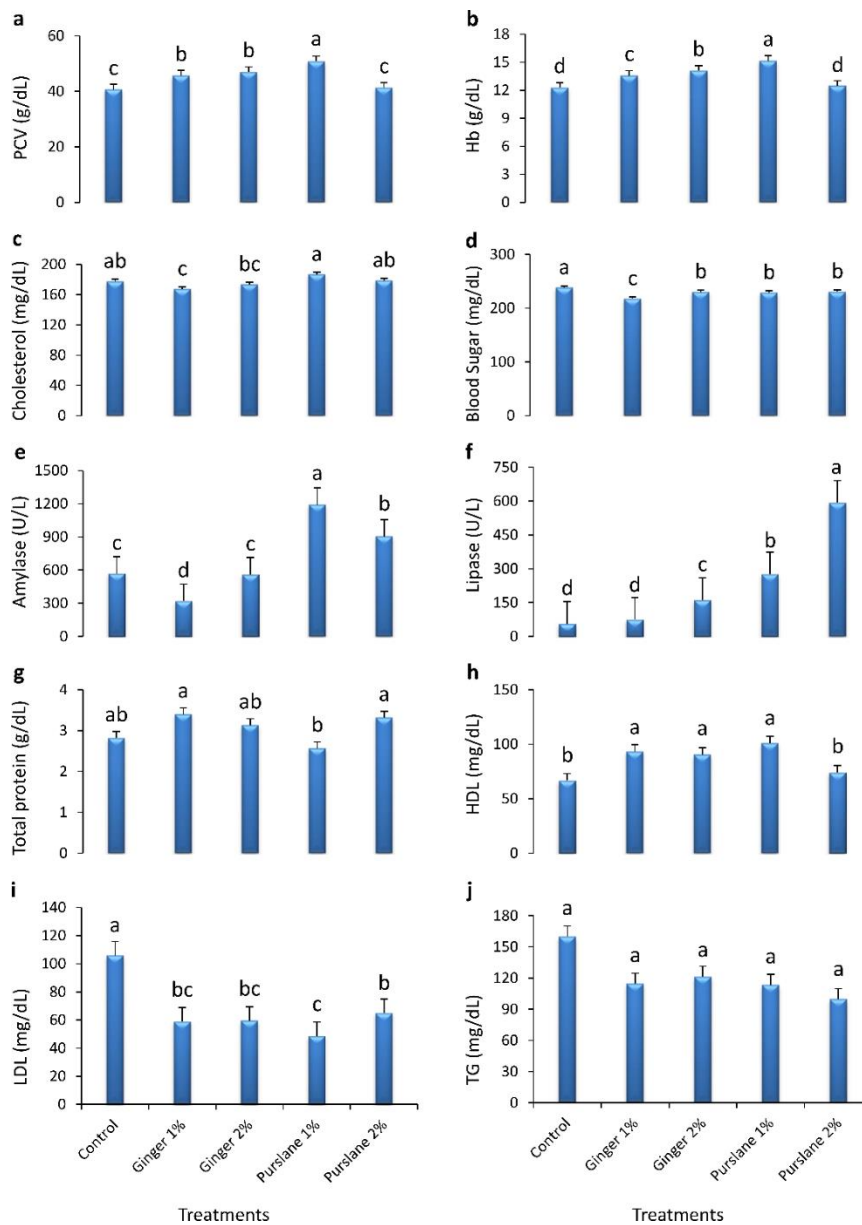 a
PCV (g/dL)
60
40
20
0
c
b
b
a
c
b
Hb (g/dL)
18
15
12
9
6
3
0
d
c
b
a
d
c
Cholesterol (mg/dL)
200
160
120
80
40
0
ab
c
bc
a
ab
d
Blood Sugar (mg/dL)
300
200
100
0
a
c
b
b
b
e
Amylase (U/L)
1500
1200
900
600
300
0
c
d
c
a
b
f
Lipase (U/L)
750
600
450
300
150
0
d
d
c
b
a
g
Total protein (g/dL)
4
3
2
1
0
ab
a
ab
b
a
h
HDL (mg/dL)
150
100
50
0
b
a
a
a
b
i
LDL (mg/dL)
140
120
100
80
60
40
20
0
a
bc
bc
c
b
Control
Ginger 1%
Ginger 2%
Purslane 1%
Purslane 2%
Treatments
j
TG (mg/dL)
180
150
120
90
60
30
0
a
a
a
a
a
Control
Ginger 1%
Ginger 2%
Purslane 1%
Purslane 2%
Treatments